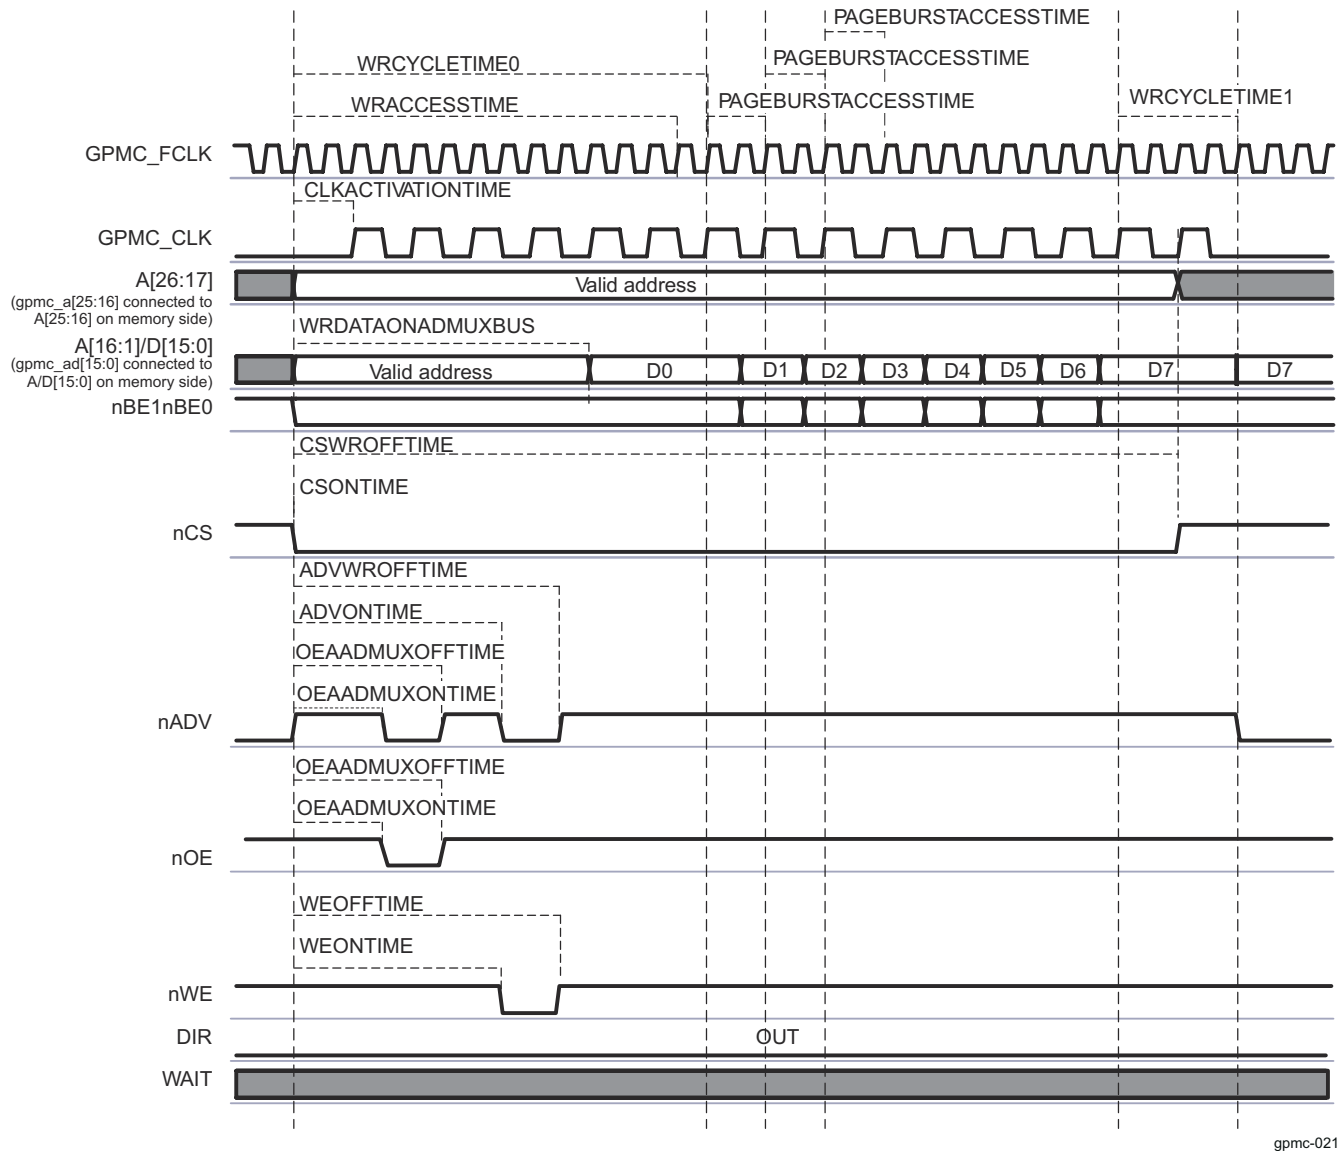 PAGEBURSTACCESSTIME
PAGEBURSTACCESSTIME
WRCYCLETIME0
PAGEBURSTACCESSTIME
WRCYCLETIME1
WRACCESSTIME
GPMC_FCLK
CLKACTIVATIONTIME
GPMC_CLK
A[26:17]
(gpmc_a[25:16] connected to
A[25:16] on memory side)
Valid address
WRDATAONADMUXBUS
A[16:1]/D[15:0]
(gpmc_ad[15:0] connected to
A/D[15:0] on memory side)
Valid address D0 D1 D2 D3 D4 D5 D6 D7 D7
nBE1nBE0
CSWROFFTIME
CSONTIME
nCS
ADVWROFFTIME
ADVONTIME
OEAADMUXOFFTIME
OEAADMUXONTIME
nADV
OEAADMUXOFFTIME
OEAADMUXONTIME
nOE
WEOFFTIME
WEONTIME
nWE
DIR OUT
WAIT
gpmc-021